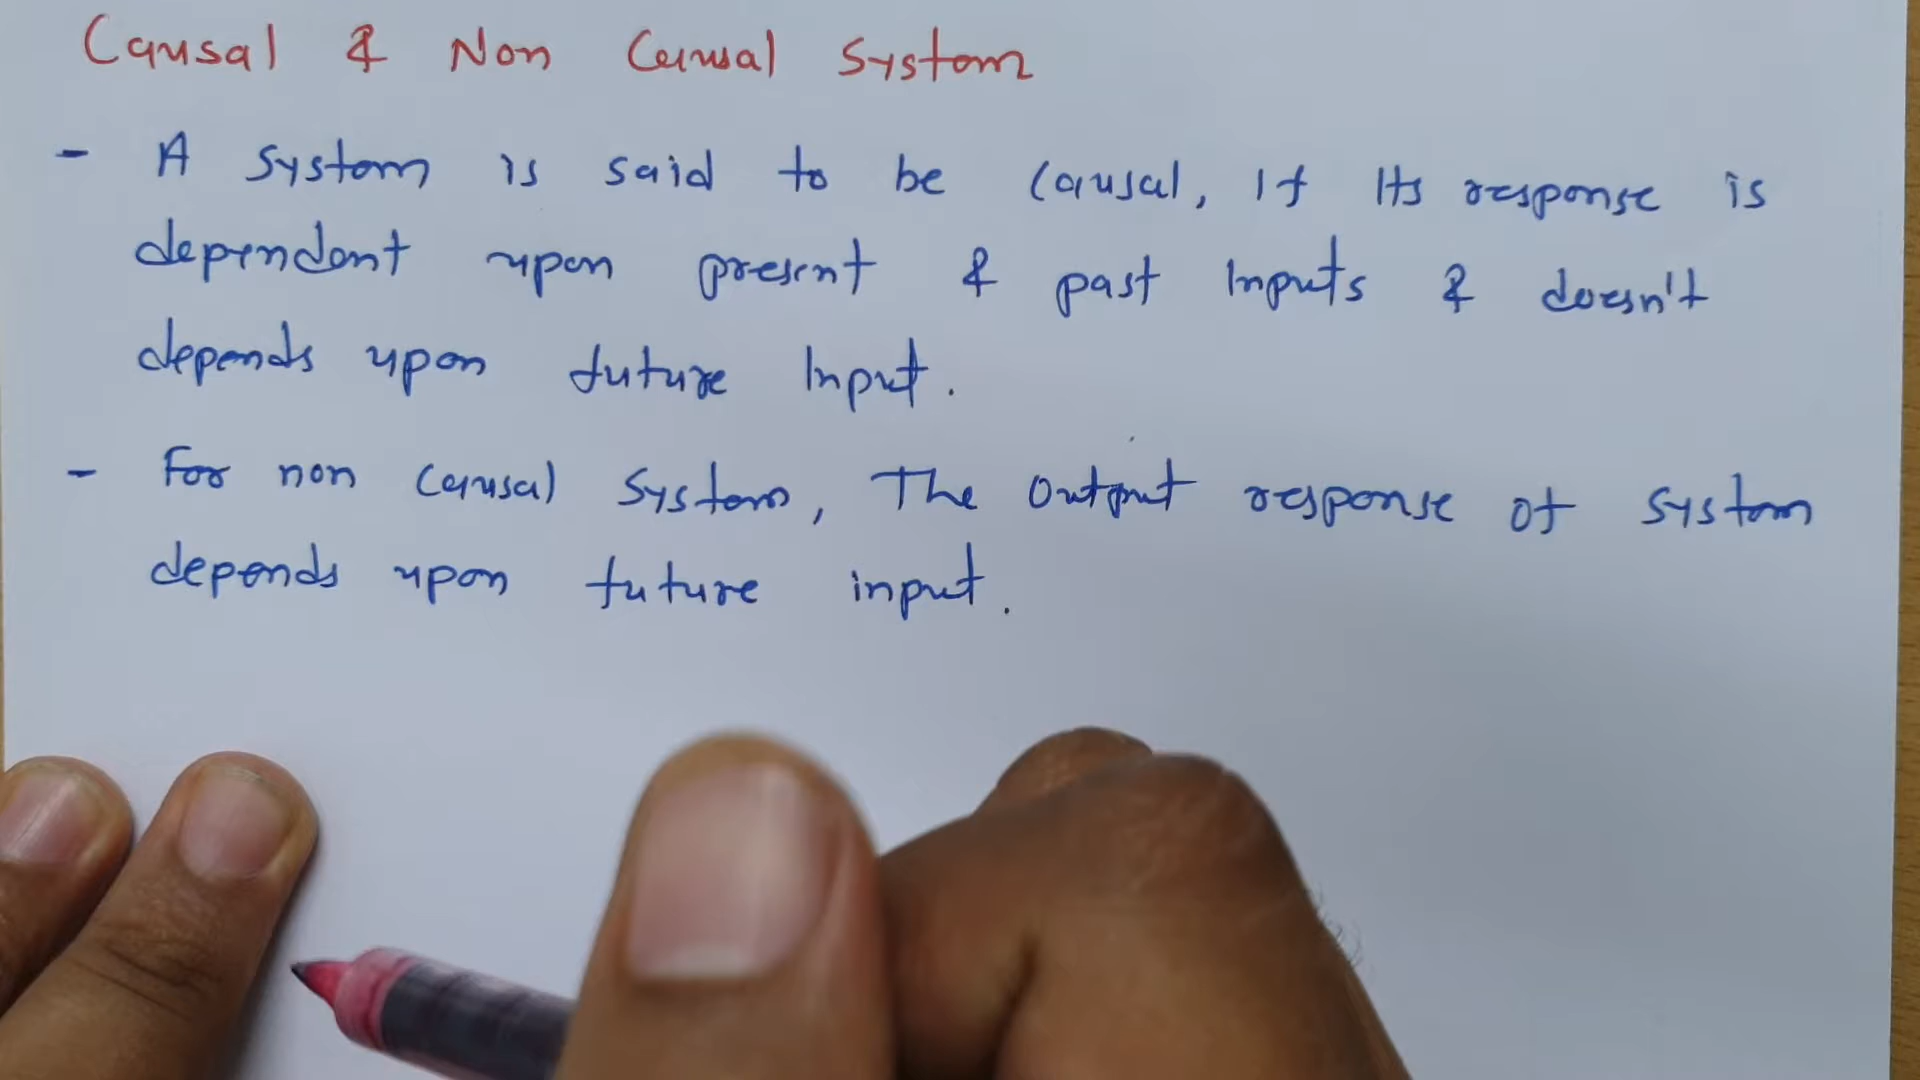 Causal & Non Causal System
- A system is said to be causal, If Its response is
dependent upon present & past Inputs & doesn't
depends upon future Input.
- For non causal system, The output response of system
depends upon future input.